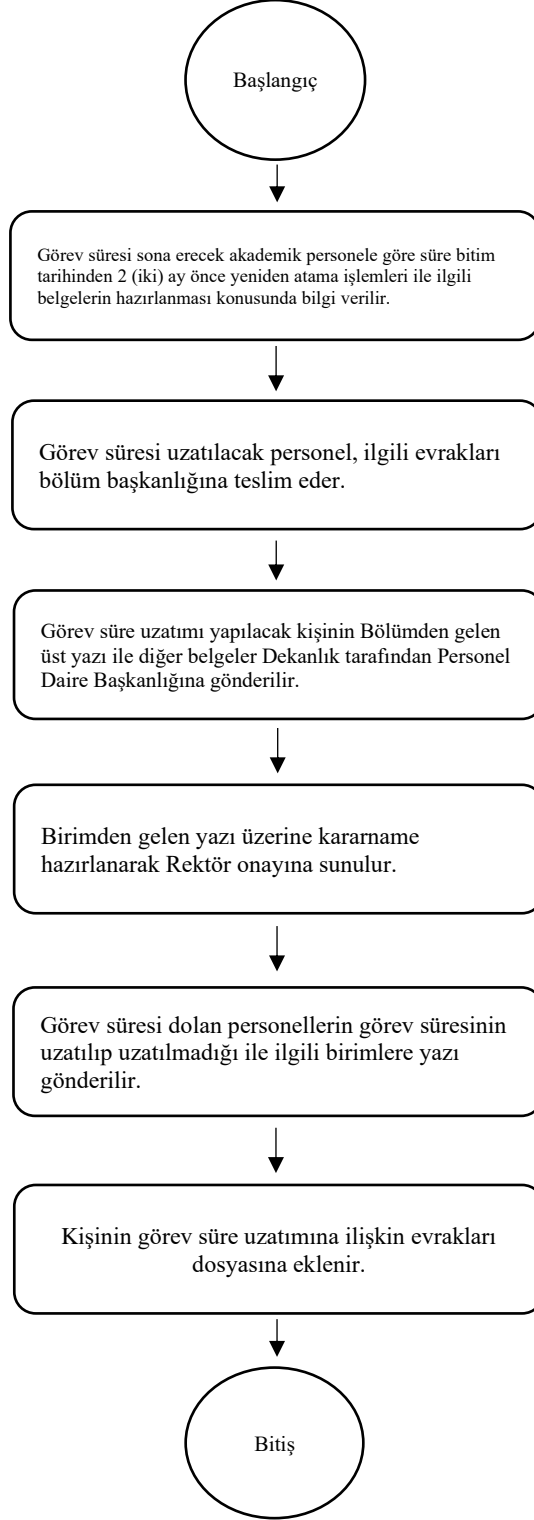 Başlangıç
Görev süresi sona erecek akademik personele göre süre bitim
tarihinden 2 (iki) ay önce yeniden atama işlemleri ile ilgili
belgelerin hazırlanması konusunda bilgi verilir.
Görev süresi uzatılacak personel, ilgili evrakları
bölüm başkanlığına teslim eder.
Görev süre uzatımı yapılacak kişinin Bölümden gelen
üst yazı ile diğer belgeler Dekanlık tarafından Personel
Daire Başkanlığına gönderilir.
Birimden gelen yazı üzerine kararname
hazırlanarak Rektör onayına sunulur.
Görev süresi dolan personellerin görev süresinin
uzatılıp uzatılmadığı ile ilgili birimlere yazı
gönderilir.
Kişinin görev süre uzatımına ilişkin evrakları
dosyasına eklenir.
Bitiş